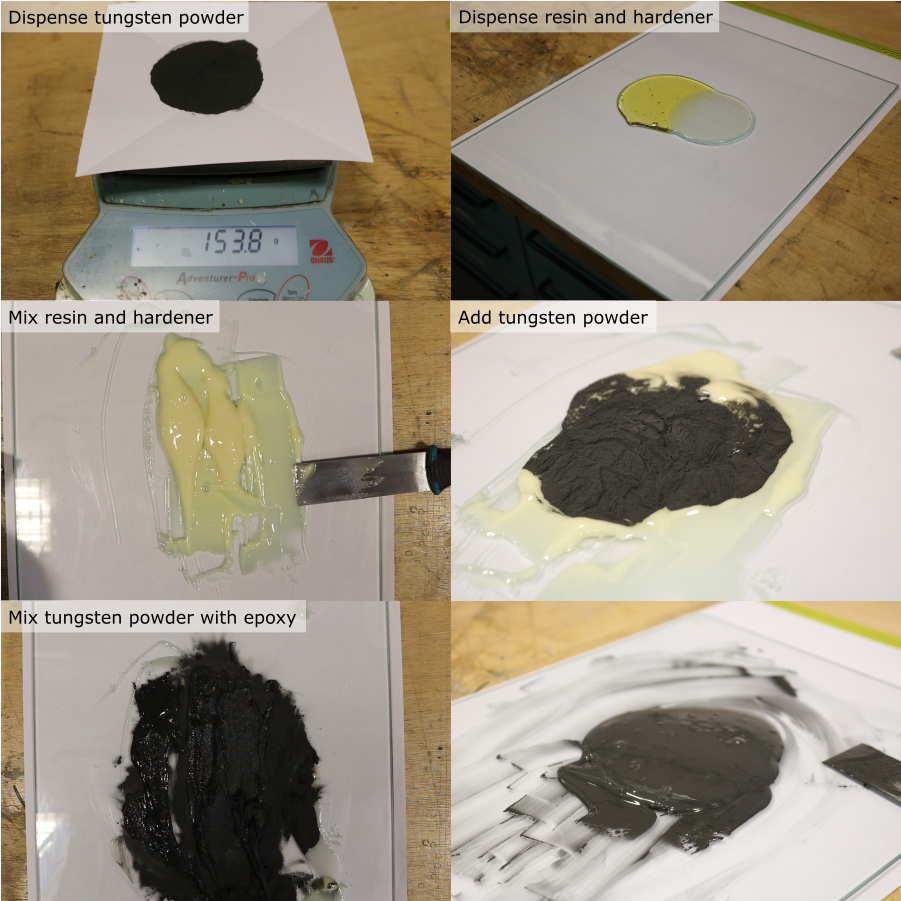 Dispense tungsten powder
Dispense resin and hardener
153.8 g
OHAUS
Adventurer Pro
Mix resin and hardener
Add tungsten powder
Mix tungsten powder with epoxy